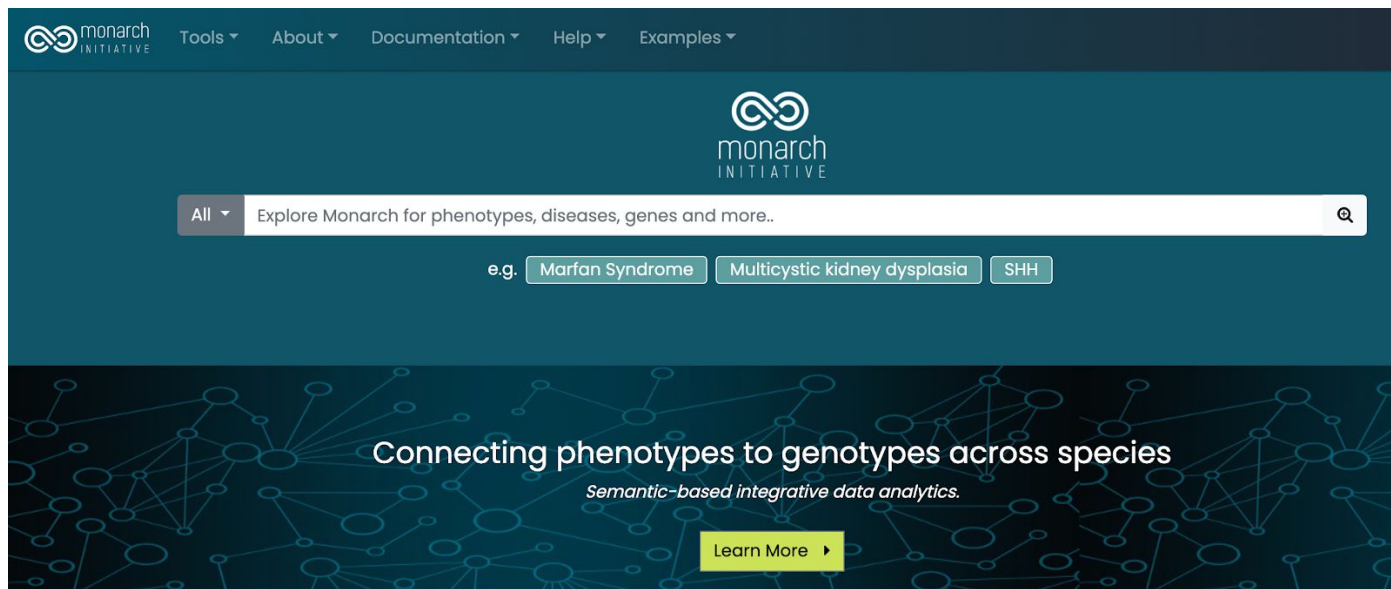 monarch
INITIATIVE
Tools About Documentation Help Examples
monarch
INITIATIVE
All Explore Monarch for phenotypes, diseases, genes and more..
e.g. Marfan Syndrome Multicystic kidney dysplasia SHH
Connecting phenotypes to genotypes across species
Semantic-based integrative data analytics.
Learn More